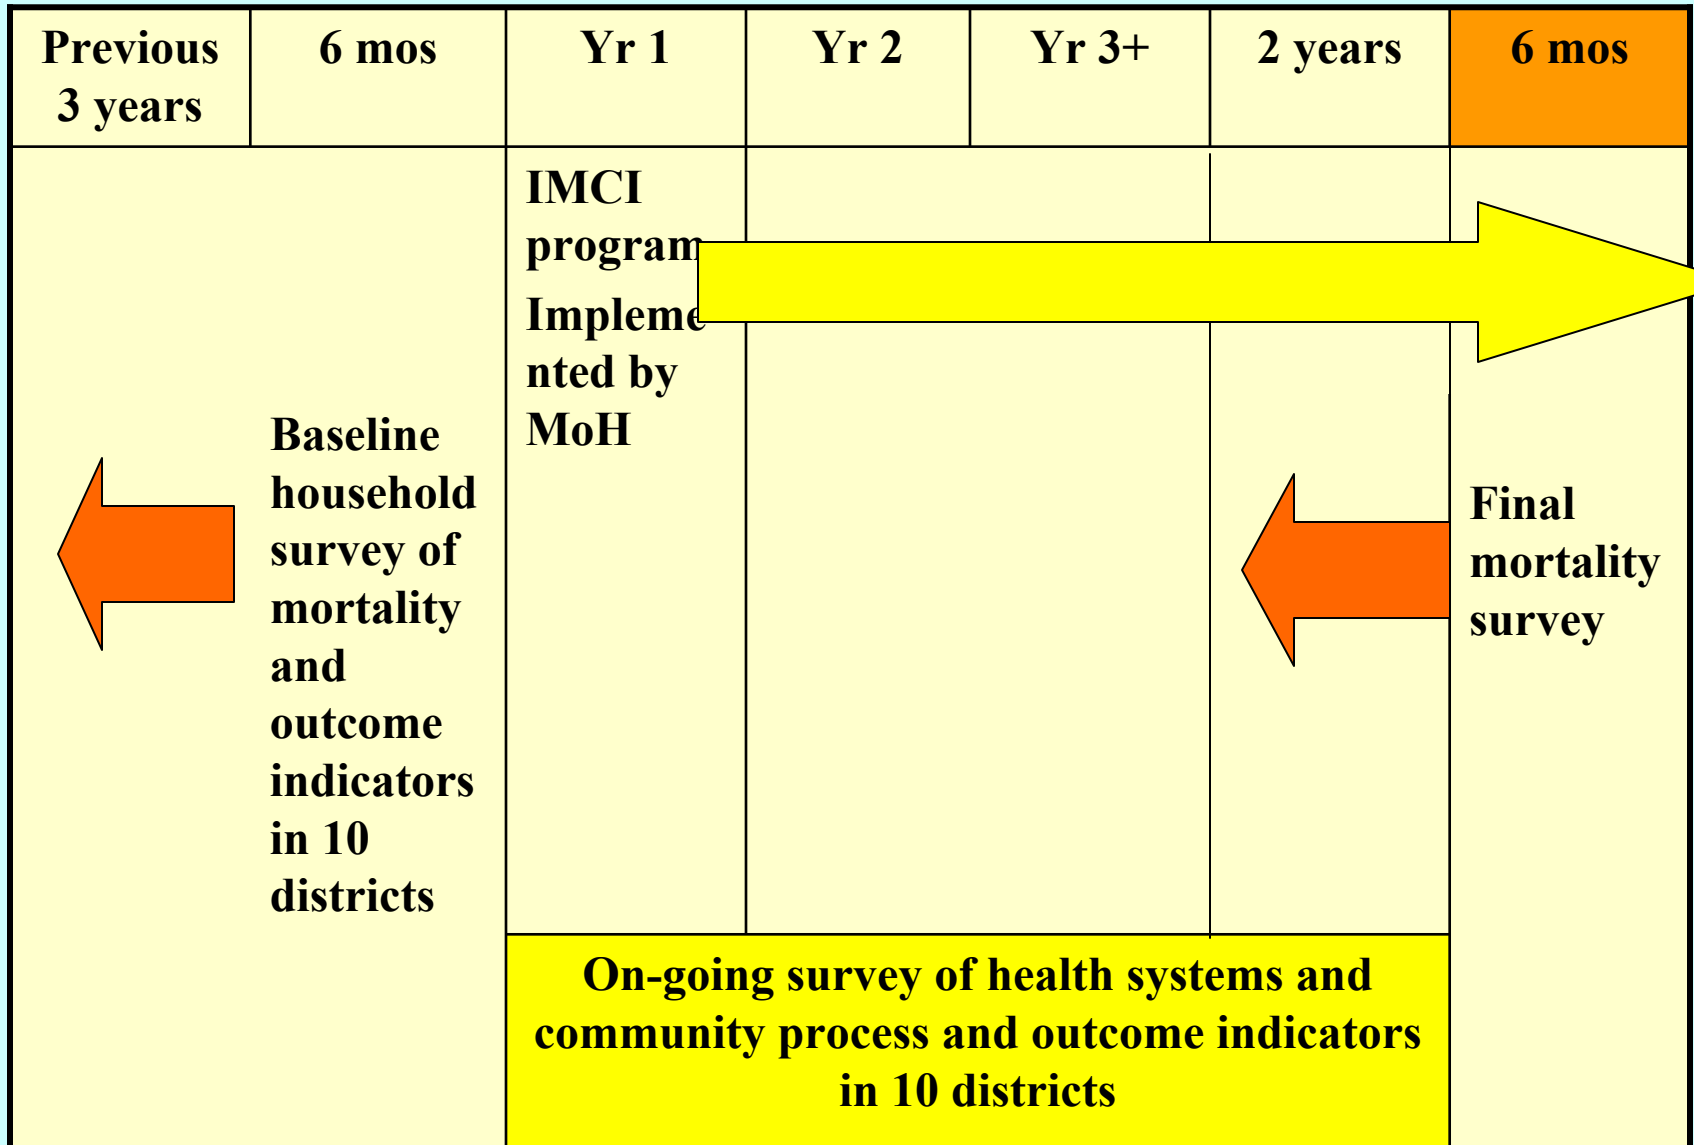 Previous
3 years
6 mos
Yr 1
Yr 2
Yr 3+
2 years
6 mos
Baseline
household
survey of
mortality
and
outcome
indicators
in 10
districts
IMCI
program
Impleme
nted by
MoH
Final
mortality
survey
On-going survey of health systems and
community process and outcome indicators
in 10 districts